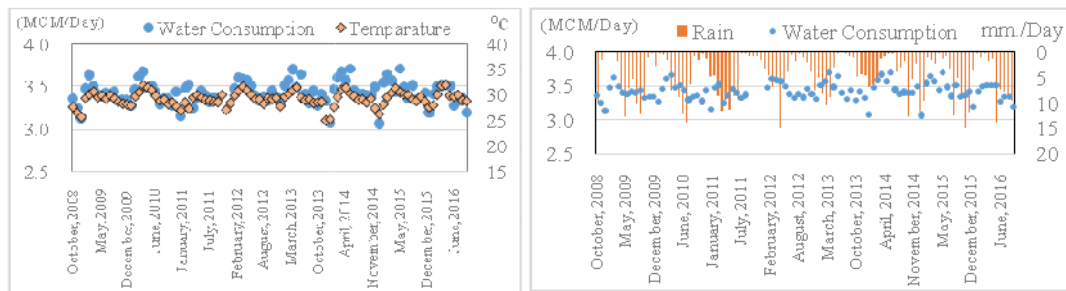 (MCM/Day) Water Consumption Temparature °C
4.0 40
3.5 35
3.0 30
2.5 25
20
15
October, 2008
May, 2009
December, 2009
June, 2010
January, 2011
July, 2011
February, 2012
August, 2012
March, 2013
October, 2013
April, 2014
November, 2014
May, 2015
December, 2015
June, 2016
(MCM/Day) Rain Water Consumption mm./Day
4.0 0
3.5 5
3.0 10
2.5 15
20
October, 2008
May, 2009
December, 2009
June, 2010
January, 2011
July, 2011
February, 2012
August, 2012
March, 2013
October, 2013
April, 2014
November, 2014
May, 2015
December, 2015
June, 2016